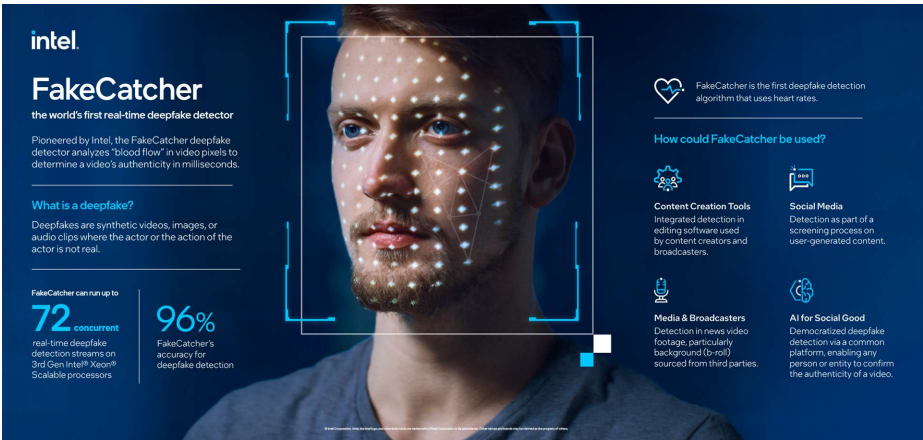 intel.
FakeCatcher
the world's first real-time deepfake detector
Pioneered by Intel, the FakeCatcher deepfake
detector analyzes "blood flow" in video pixels to
determine a video's authenticity in milliseconds.
What is a deepfake?
Deepfakes are synthetic videos, images, or
audio clips where the actor or the action of the
actor is not real.
FakeCatcher can run up to
72 concurrent
real-time deepfake
detection streams on
3rd Gen Intel® Xeon®
Scalable processors
96%
FakeCatcher's
accuracy for
deepfake detection
FakeCatcher is the first deepfake detection
algorithm that uses heart rates.
How could FakeCatcher be used?
Content Creation Tools
Integrated detection in
editing software used
by content creators and
broadcasters.
Social Media
Detection as part of a
screening process on
user-generated content.
Media & Broadcasters
Detection in news video
footage, particularly
background (b-roll)
sourced from third parties.
AI for Social Good
Democratized deepfake
detection via a common
platform, enabling any
person or entity to confirm
the authenticity of a video.